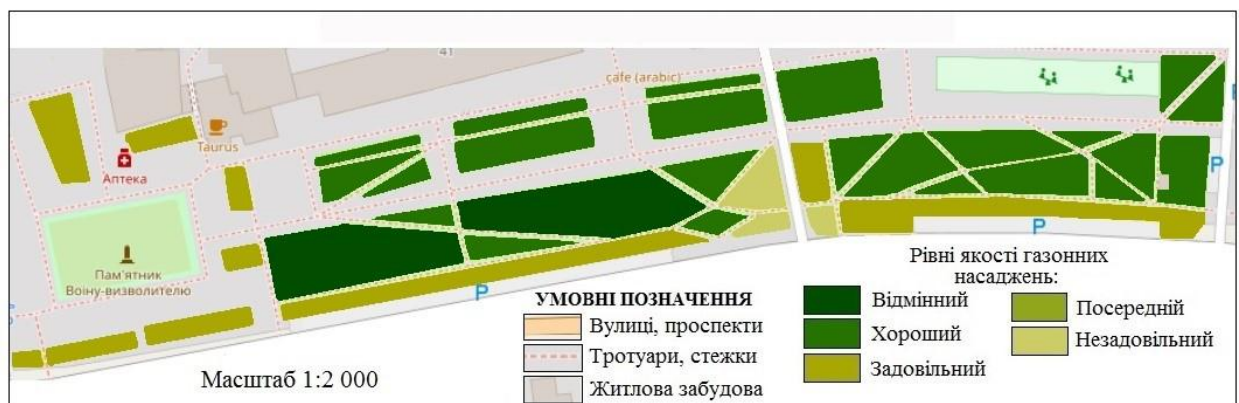 41
cafe (arabic)
Taurus
Аптека
Пам'ятник
Воїну-визволителю
P
P
P
УМОВНІ ПОЗНАЧЕННЯ
Вулиці, проспекти
Тротуари, стежки
Житлова забудова
Рівні якості газонних
насаджень:
Відмінний
Хороший
Задовільний
Посередній
Незадовільний
Масштаб 1:2 000